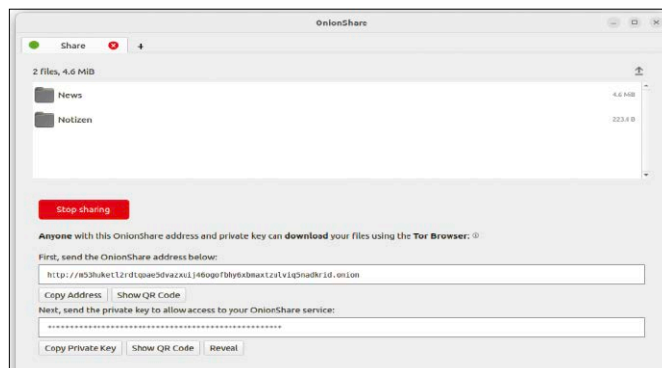 OnionShare
Share
2 files, 4.6 MiB
News 4.6 MiB
Notizen 223.6 B
Stop sharing
Anyone with this OnionShare address and private key can download your files using the Tor Browser:
First, send the OnionShare address below:
Copy Address Show QR Code
Next, send the private key to allow access to your OnionShare service:
Copy Private Key Show QR Code Reveal